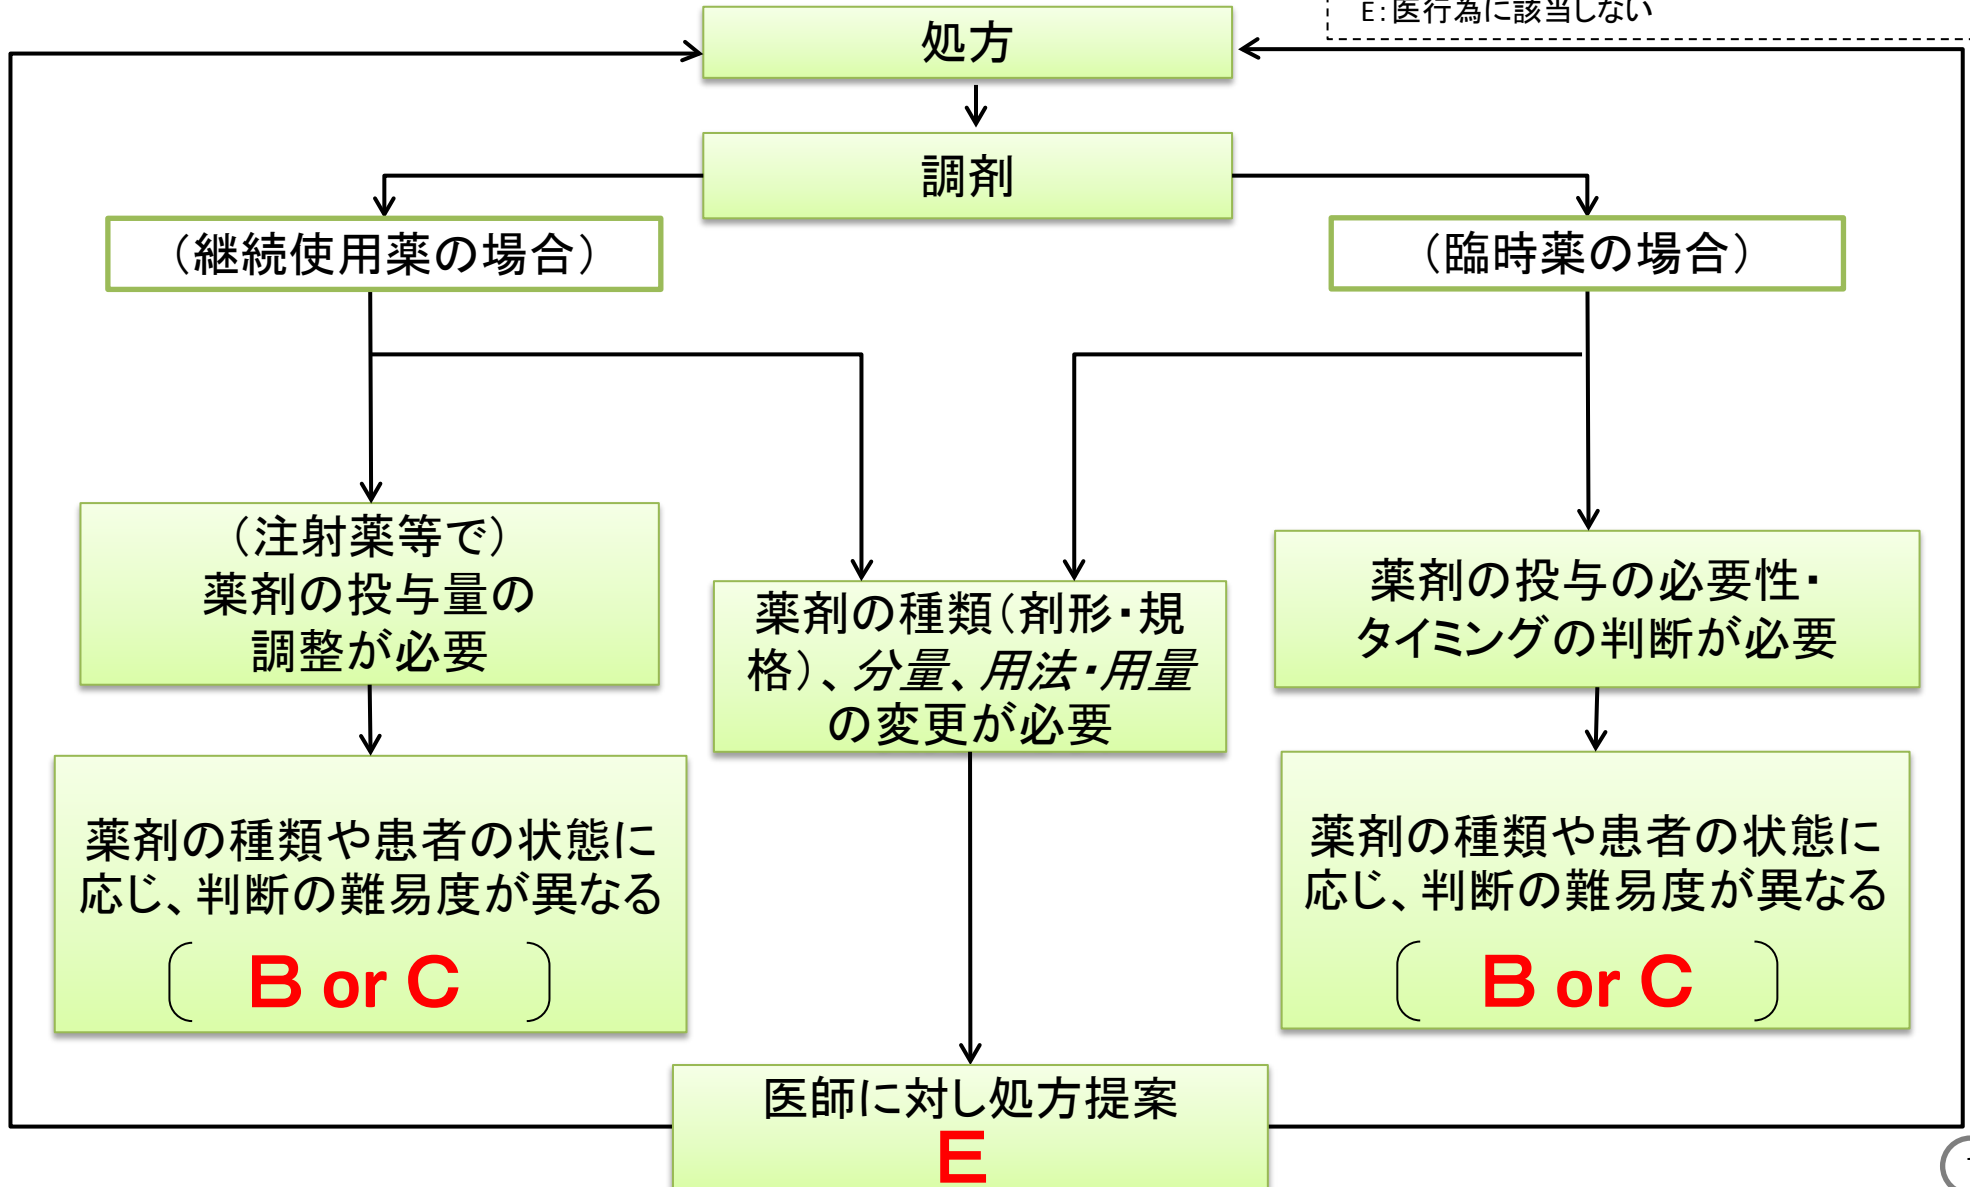 E：医行為に該当しない
処方
調剤
（継続使用薬の場合）
（臨時薬の場合）
（注射薬等で）
薬剤の投与量の
調整が必要
薬剤の種類（剤形・規
格）、分量、用法・用量
の変更が必要
薬剤の投与の必要性・
タイミングの判断が必要
薬剤の種類や患者の状態に
応じ、判断の難易度が異なる
B or C
薬剤の種類や患者の状態に
応じ、判断の難易度が異なる
B or C
医師に対し処方提案
E